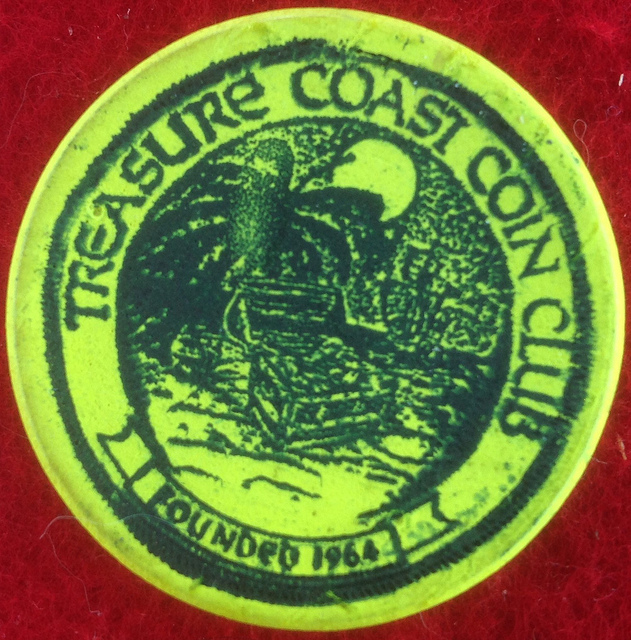 TREASURE COAST COIN CLUB
FOUNDED 1964